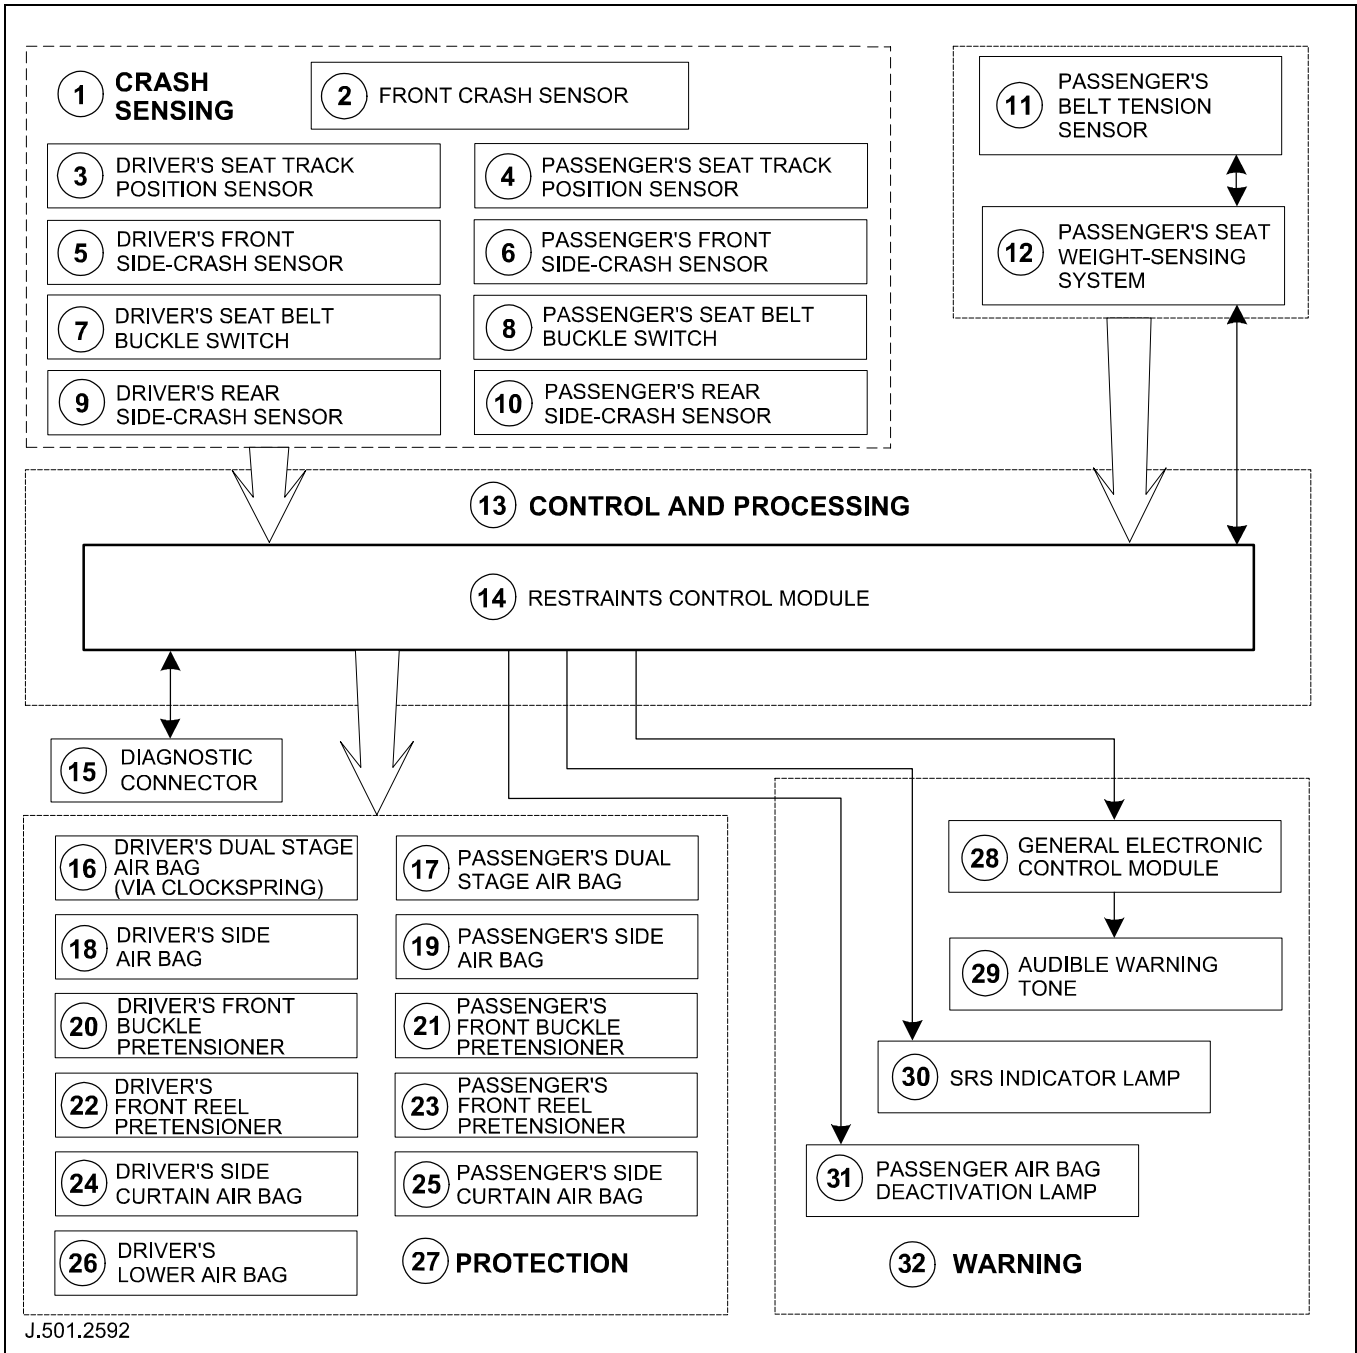 1 CRASH
SENSING
2 FRONT CRASH SENSOR
3 DRIVER'S SEAT TRACK
POSITION SENSOR
4 PASSENGER'S SEAT TRACK
POSITION SENSOR
5 DRIVER'S FRONT
SIDE-CRASH SENSOR
6 PASSENGER'S FRONT
SIDE-CRASH SENSOR
7 DRIVER'S SEAT BELT
BUCKLE SWITCH
8 PASSENGER'S SEAT BELT
BUCKLE SWITCH
9 DRIVER'S REAR
SIDE-CRASH SENSOR
10 PASSENGER'S REAR
SIDE-CRASH SENSOR
11 PASSENGER'S
BELT TENSION
SENSOR
12 PASSENGER'S SEAT
WEIGHT-SENSING
SYSTEM
13 CONTROL AND PROCESSING
14 RESTRAINTS CONTROL MODULE
15 DIAGNOSTIC
CONNECTOR
16 DRIVER'S DUAL STAGE
AIR BAG
(VIA CLOCKSPRING)
17 PASSENGER'S DUAL
STAGE AIR BAG
18 DRIVER'S SIDE
AIR BAG
19 PASSENGER'S SIDE
AIR BAG
20 DRIVER'S FRONT
BUCKLE
PRETENSIONER
21 PASSENGER'S
FRONT BUCKLE
PRETENSIONER
22 DRIVER'S
FRONT REEL
PRETENSIONER
23 PASSENGER'S
FRONT REEL
PRETENSIONER
24 DRIVER'S SIDE
CURTAIN AIR BAG
25 PASSENGER'S SIDE
CURTAIN AIR BAG
26 DRIVER'S
LOWER AIR BAG
27 PROTECTION
28 GENERAL ELECTRONIC
CONTROL MODULE
29 AUDIBLE WARNING
TONE
30 SRS INDICATOR LAMP
31 PASSENGER AIR BAG
DEACTIVATION LAMP
32 WARNING
J.501.2592